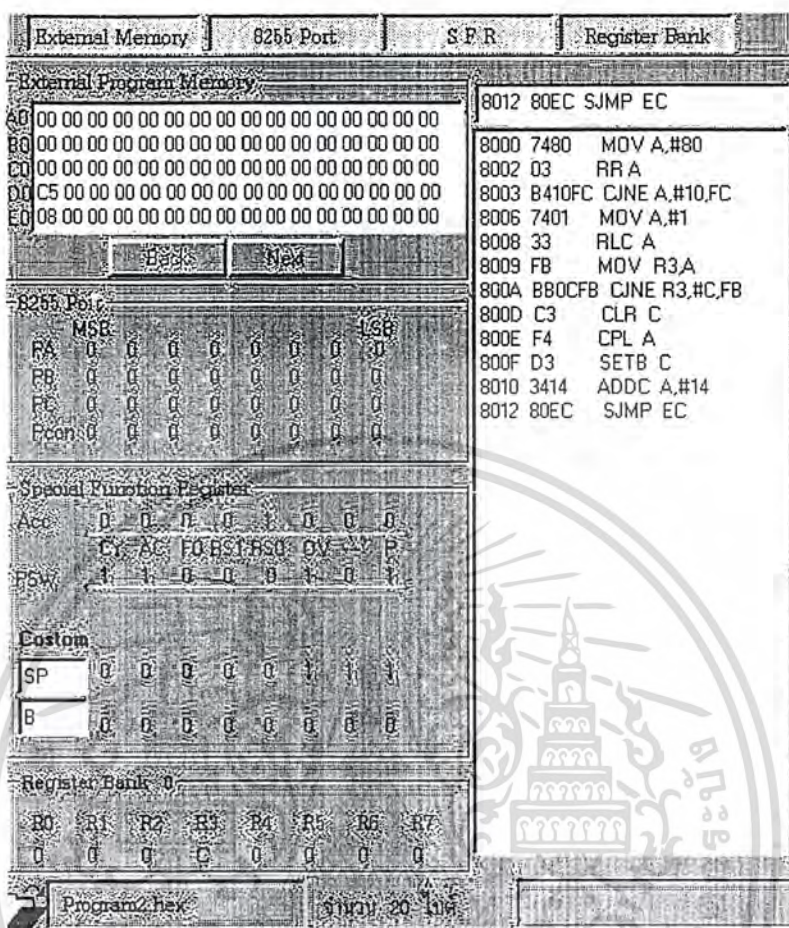 External Memory
8255 Port
S F R
Register Bank
External Program Memory
A0 00 00 00 00 00 00 00 00 00 00 00 00 00 00 00 00
B0 00 00 00 00 00 00 00 00 00 00 00 00 00 00 00 00
C0 00 00 00 00 00 00 00 00 00 00 00 00 00 00 00 00
D0 C5 00 00 00 00 00 00 00 00 00 00 00 00 00 00 00
E0 08 00 00 00 00 00 00 00 00 00 00 00 00 00 00 00
Back Next
8255 Port
MSB LSB
PA 0 0 0 0 0 0 0 0
PB 0 0 0 0 0 0 0 0
PC 0 0 0 0 0 0 0 0
Pcon 0 0 0 0 0 0 0 0
Special Function Register
Acc 0 0 0 0 1 0 0 0
CY AC F0 BS1 RS0 OV -- P
PSW 1 1 0 0 0 1 0 1
Costom
SP 0 0 0 0 0 1 1 1
B 0 0 0 0 0 0 0 0
Register Bank 0
R0 R1 R2 R3 R4 R5 R6 R7
0 0 0 C 0 0 0 0
Program2.hex
จำนวน 20 ไบต์
8012 80EC SJMP EC
8000 7480 MOV A,#80
8002 03 RR A
8003 B410FC CJNE A,#10,FC
8006 7401 MOV A,#1
8008 33 RLC A
8009 FB MOV R3,A
800A BB0CFB CJNE R3,#C,FB
800D C3 CLR C
800E F4 CPL A
800F D3 SETB C
8010 3414 ADDC A,#14
8012 80EC SJMP EC